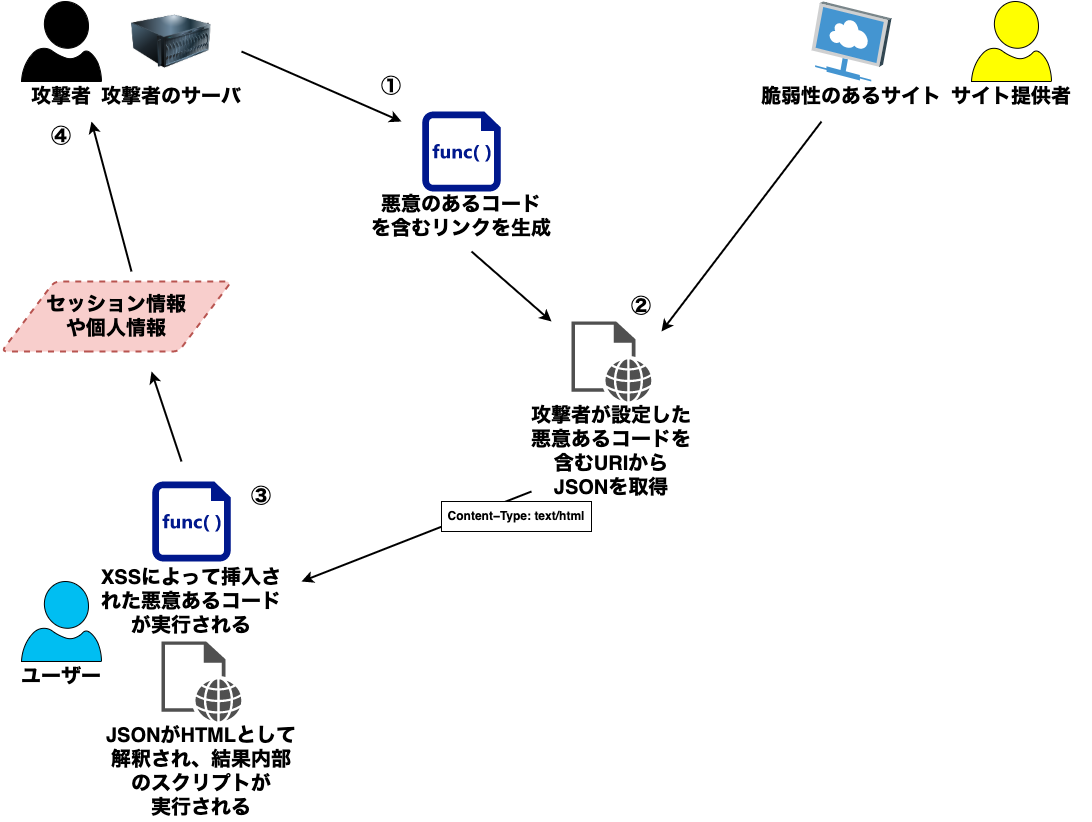 攻撃者 攻撃者のサーバ
①
脆弱性のあるサイト サイト提供者
④
func( )
悪意のあるコード
を含むリンクを生成
セッション情報
や個人情報
②
攻撃者が設定した
悪意あるコードを
含むURIから
JSONを取得
Content−Type: text/html
③
func( )
XSSによって挿入さ
れた悪意あるコード
が実行される
ユーザー
JSONがHTMLとして
解釈され、結果内部
のスクリプトが
実行される